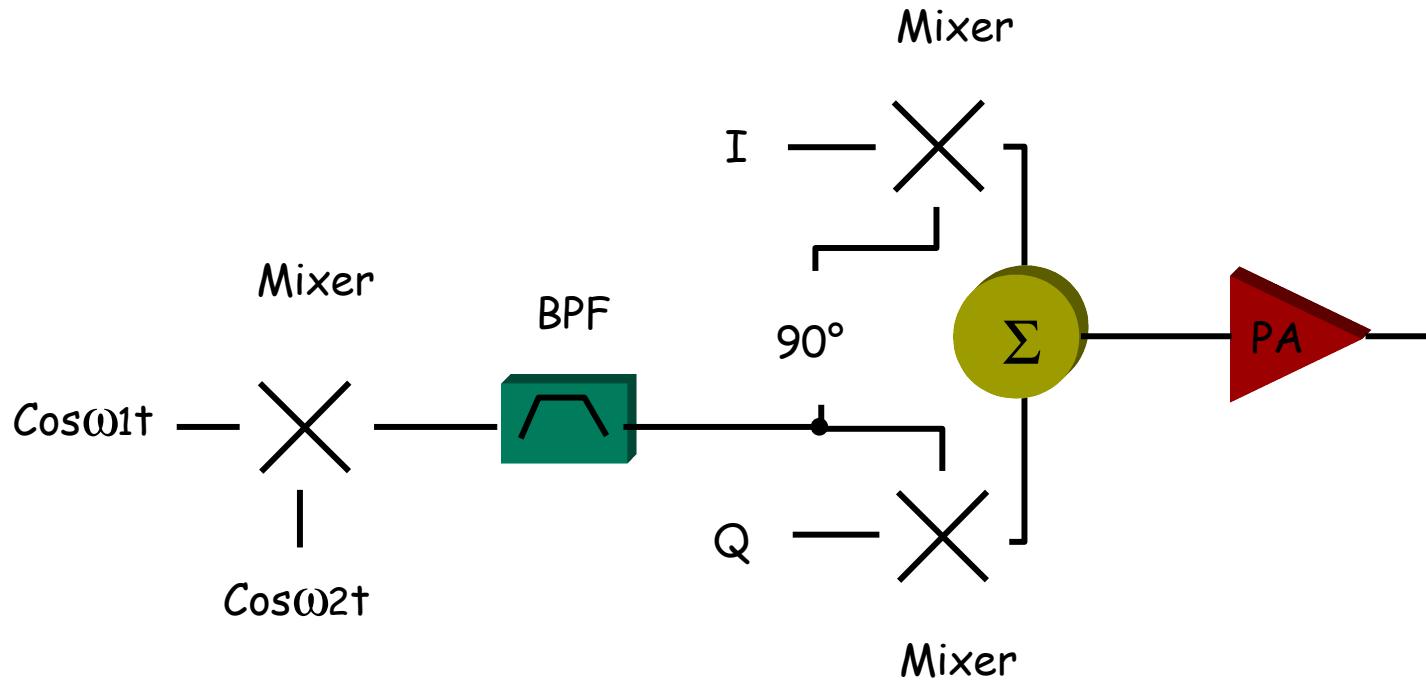 Mixer
I
Mixer
BPF
90°
Σ
PA
Cosω1t
Q
Cosω2t
Mixer